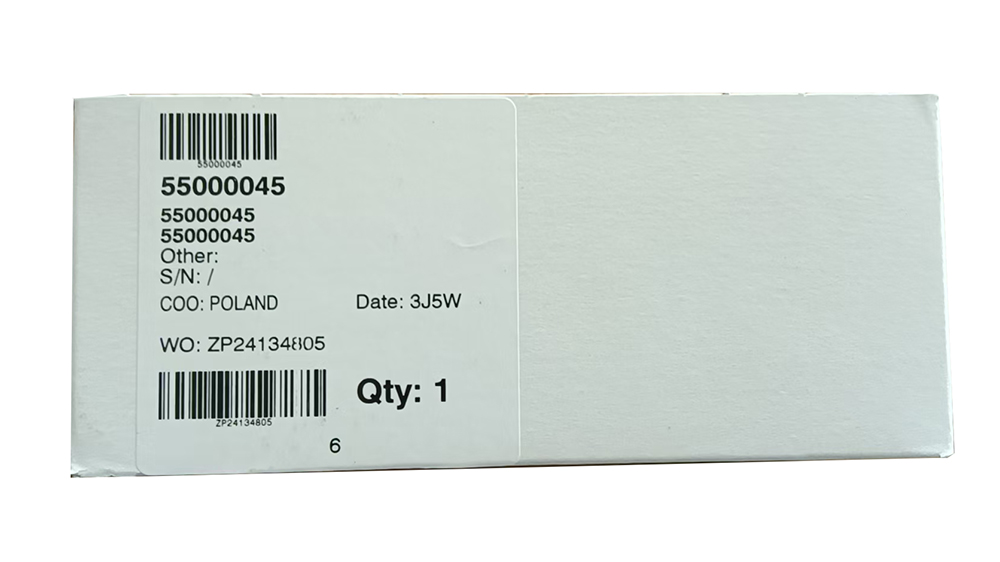 55000045
55000045
55000045
55000045
Other:
S/N: /
COO: POLAND
Date: 3J5W
WO: ZP24134805
Qty: 1
ZP24134805
6